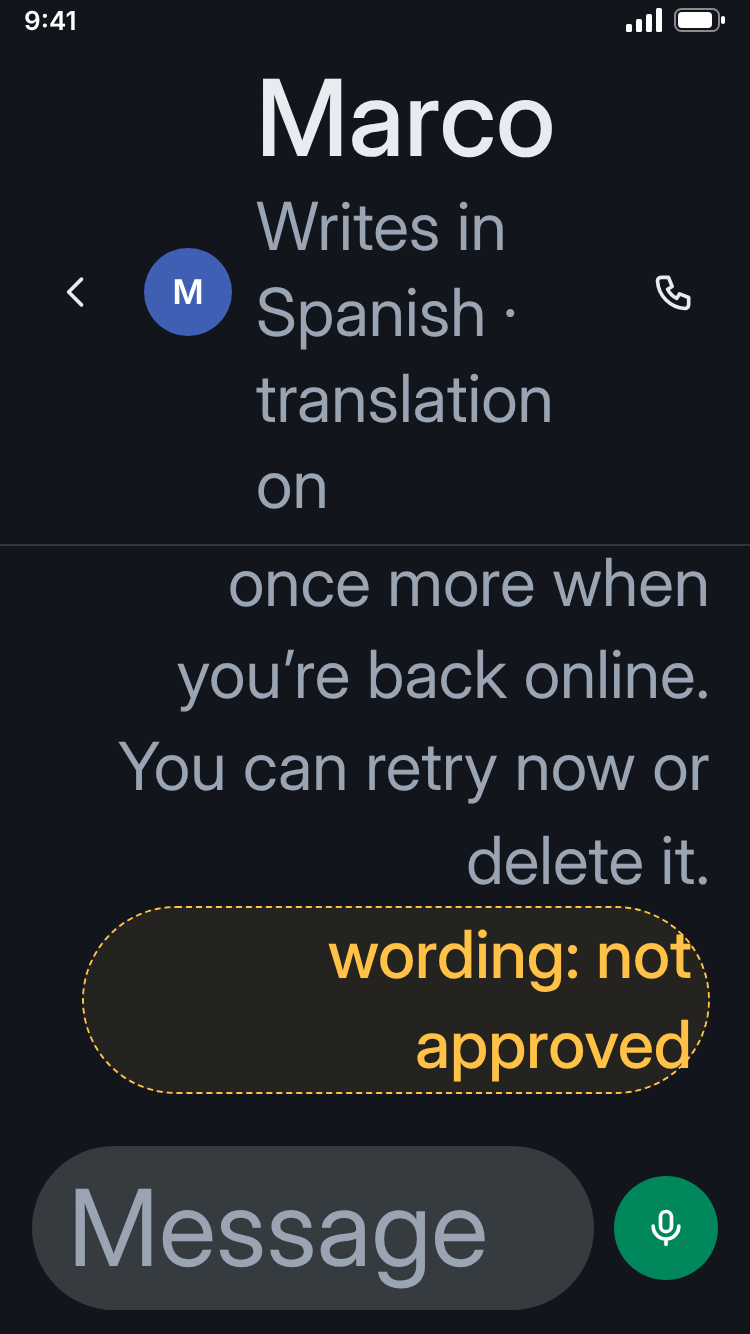 9:41
Marco
Writes in
Spanish ·
translation
on
M
once more when
you’re back online.
You can retry now or
delete it.
wording: not
approved
Message